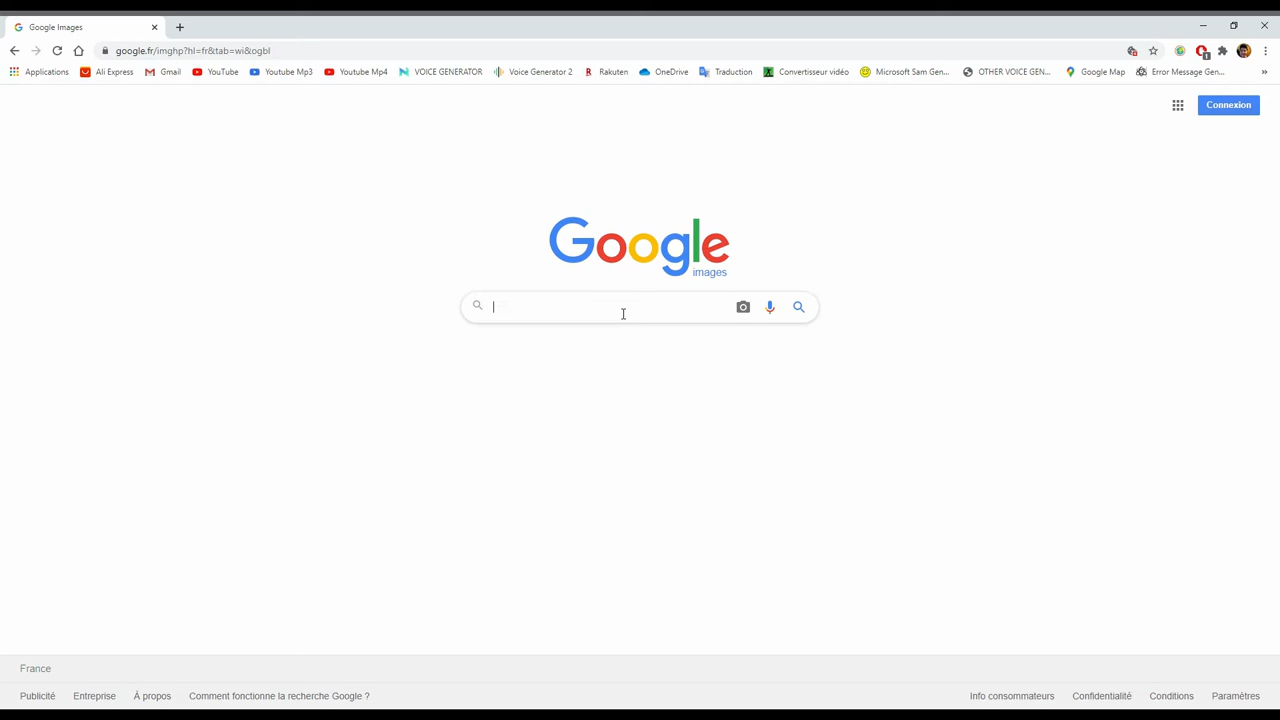 Google Images
google.fr/imghp?hl=fr&tab=wi&ogbl
Applications Ali Express Gmail YouTube Youtube Mp3 Youtube Mp4 VOICE GENERATOR Voice Generator 2 Rakuten OneDrive Traduction Convertisseur vidéo Microsoft Sam Gen... OTHER VOICE GEN... Google Map Error Message Gen... »
Connexion
Google
images
France
Publicité Entreprise À propos Comment fonctionne la recherche Google ? Info consommateurs Confidentialité Conditions Paramètres